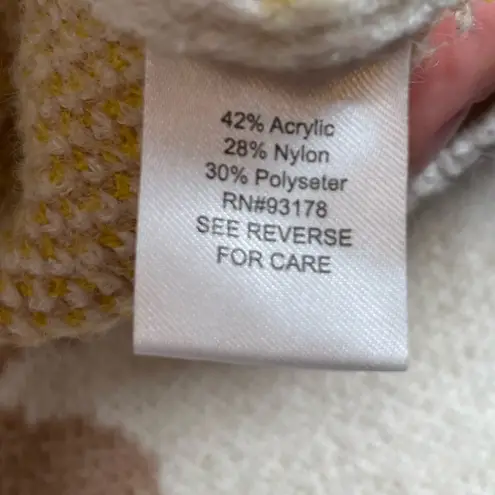 42% Acrylic
28% Nylon
30% Polyseter
RN#93178
SEE REVERSE
FOR CARE